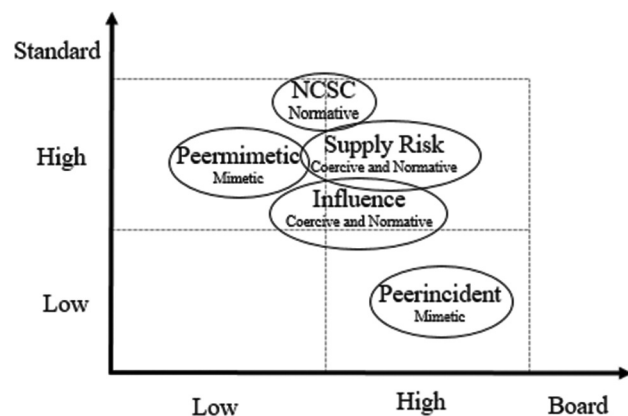 Standard
NCSC
Normative
High
Peermimetic
Mimetic
Supply Risk
Coercive and Normative
Influence
Coercive and Normative
Low
Peerincident
Mimetic
Low
High
Board